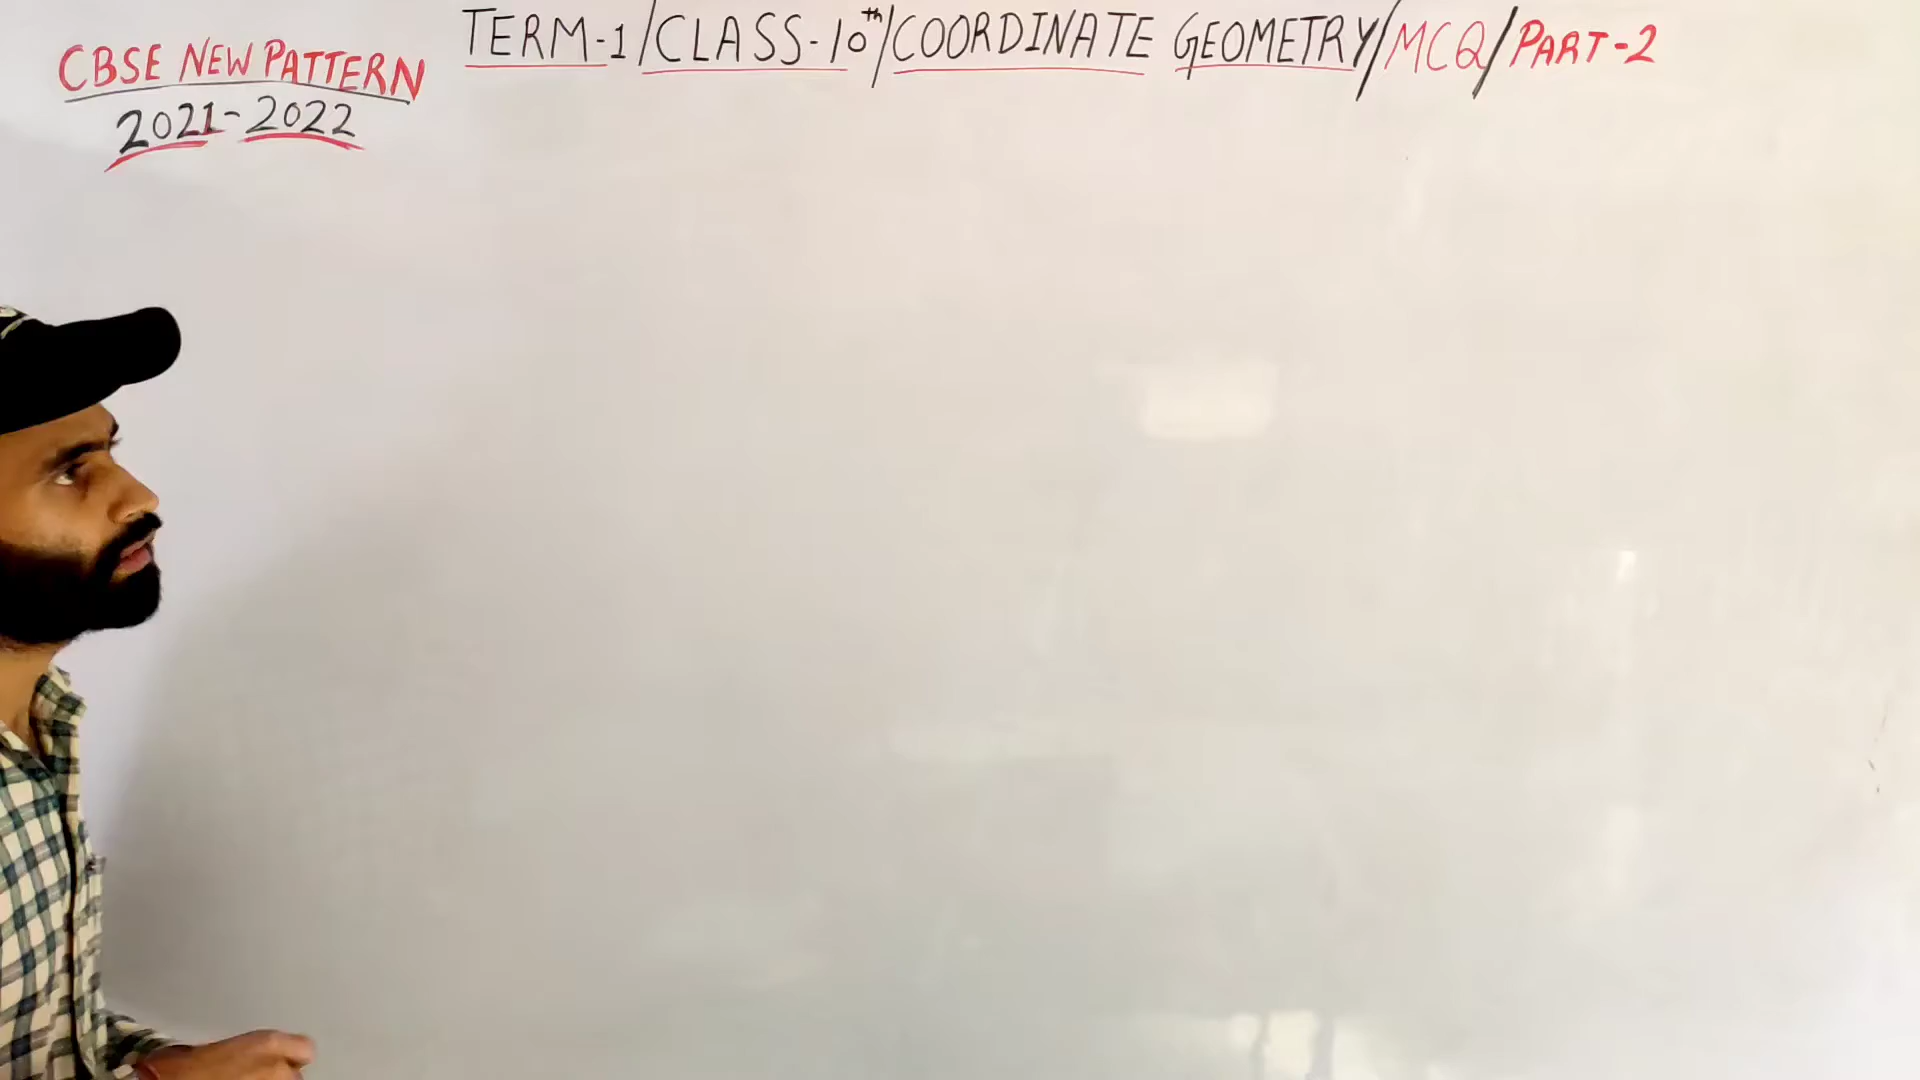 TERM-1/CLASS-10th/COORDINATE GEOMETRY/MCQ/PART-2
CBSE NEW PATTERN
2021-2022